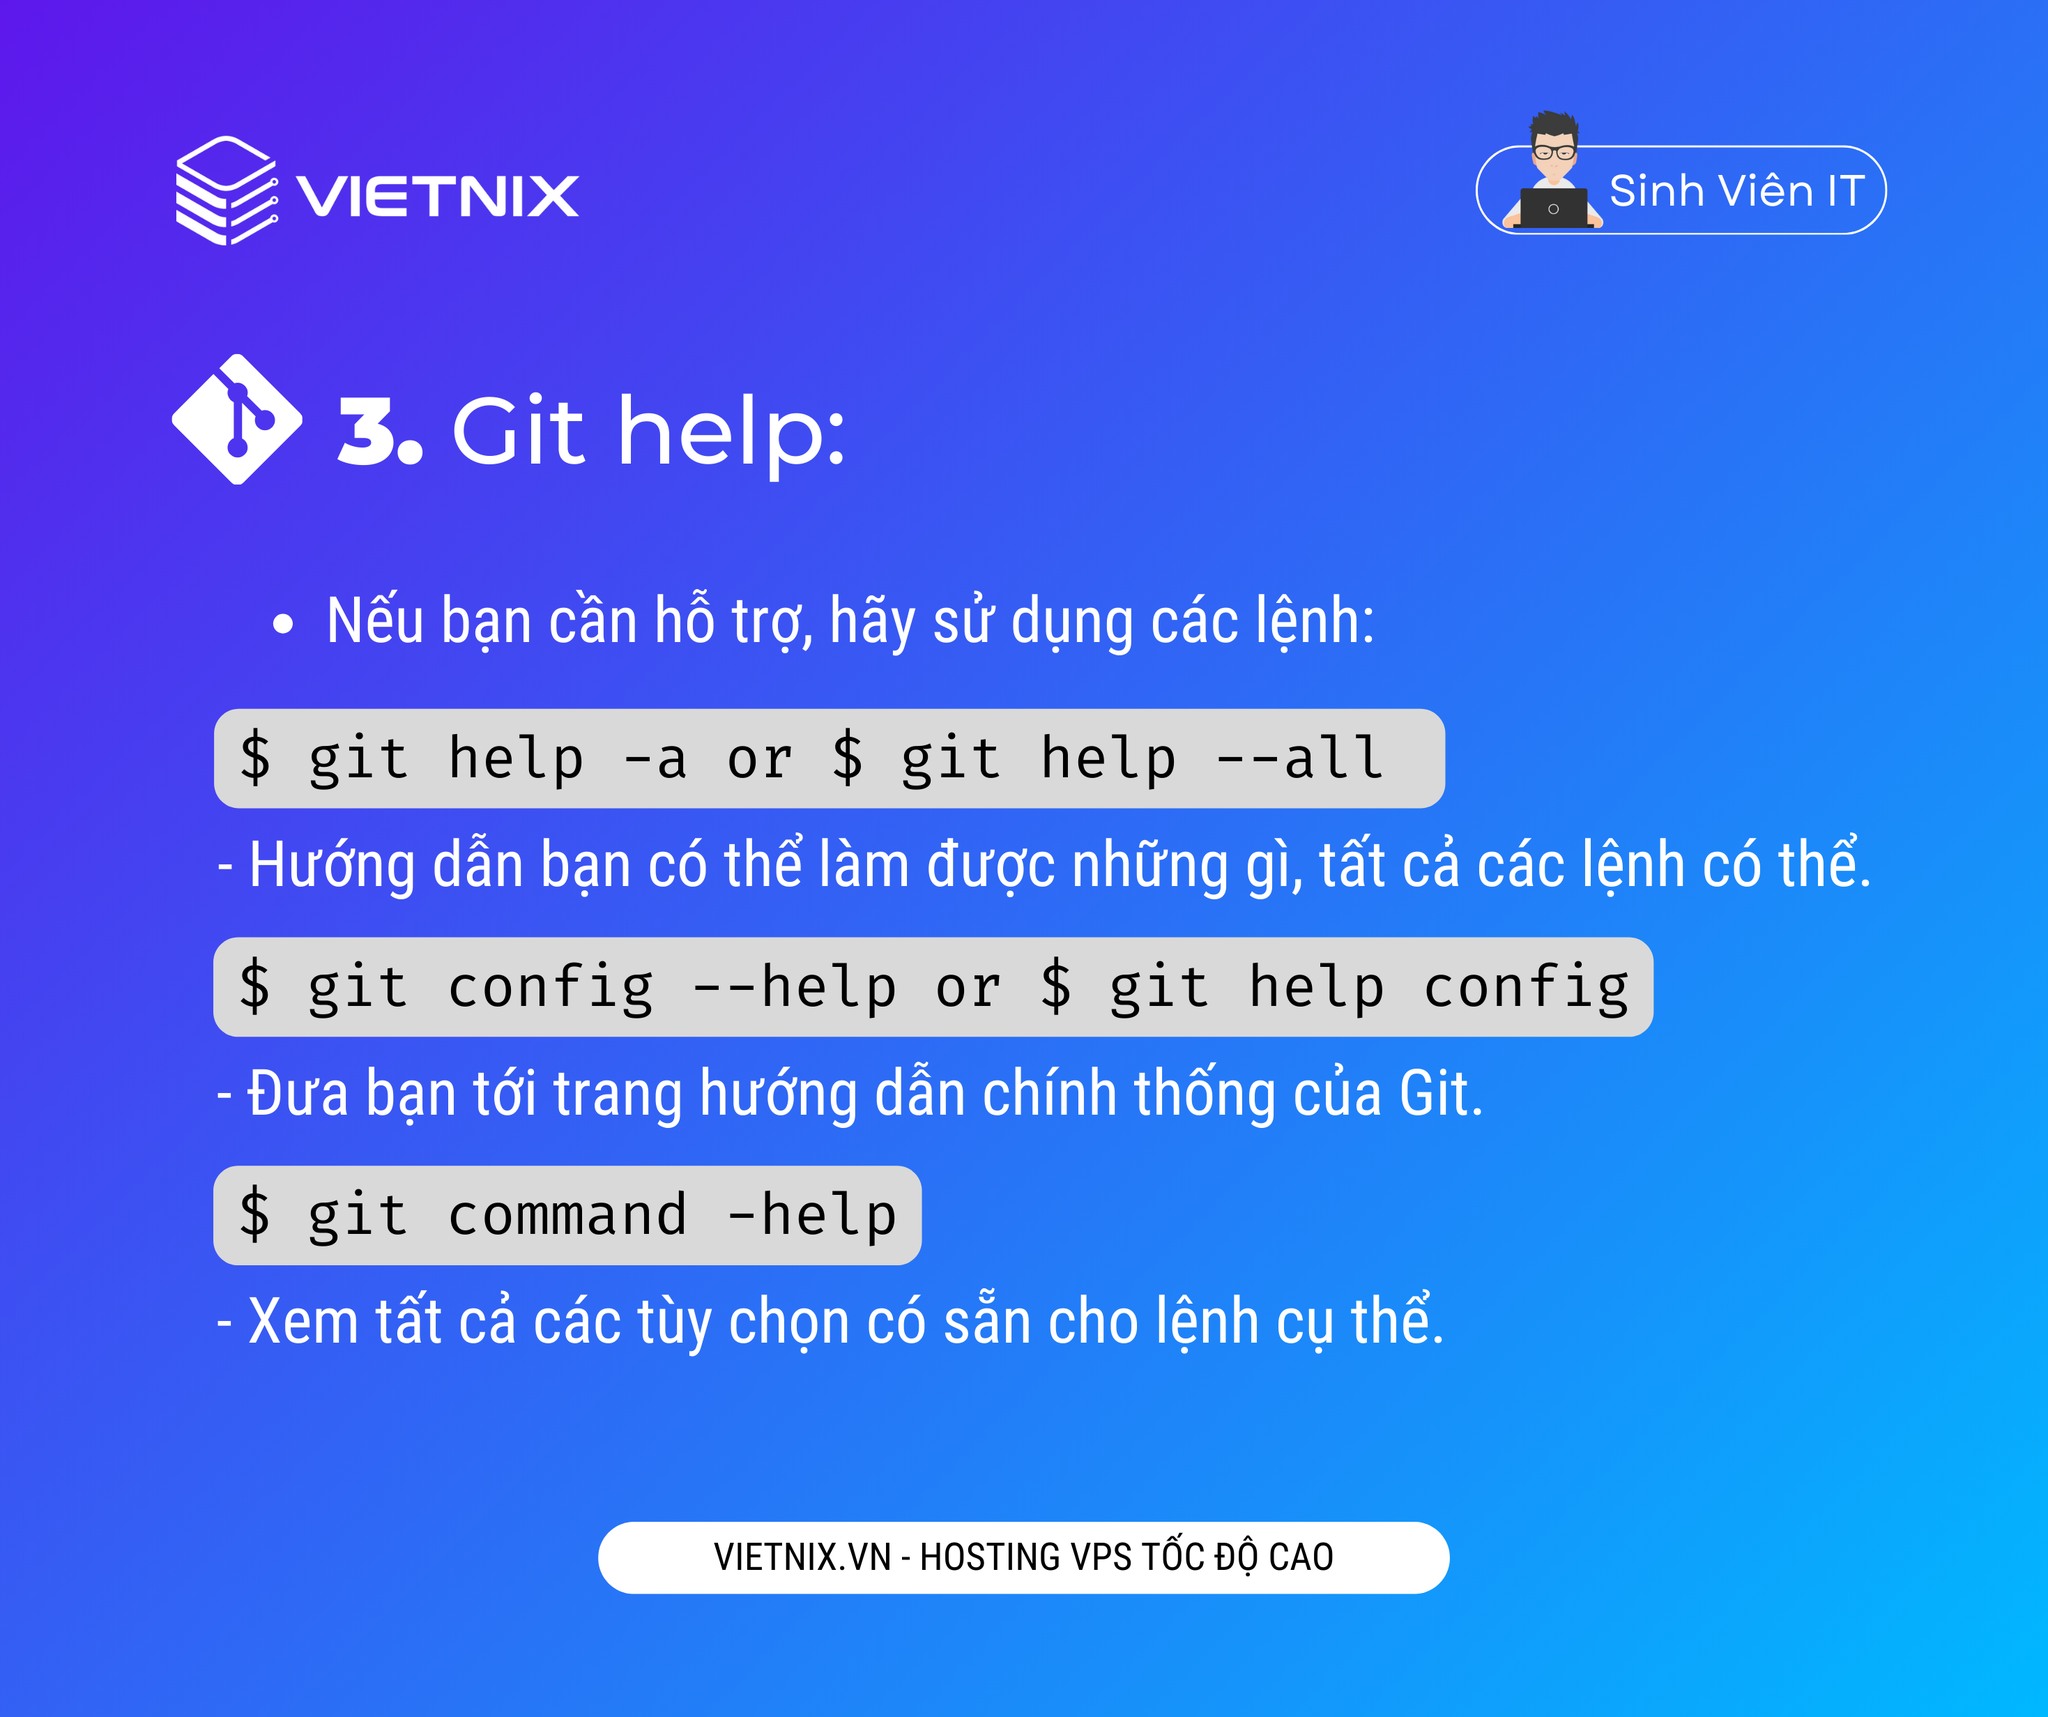 VIETNIX
Sinh Viên IT
3. Git help:
• Nếu bạn cần hỗ trợ, hãy sử dụng các lệnh:
$ git help -a or $ git help --all
- Hướng dẫn bạn có thể làm được những gì, tất cả các lệnh có thể.
$ git config --help or $ git help config
- Đưa bạn tới trang hướng dẫn chính thống của Git.
$ git command -help
- Xem tất cả các tùy chọn có sẵn cho lệnh cụ thể.
VIETNIX.VN - HOSTING VPS TỐC ĐỘ CAO